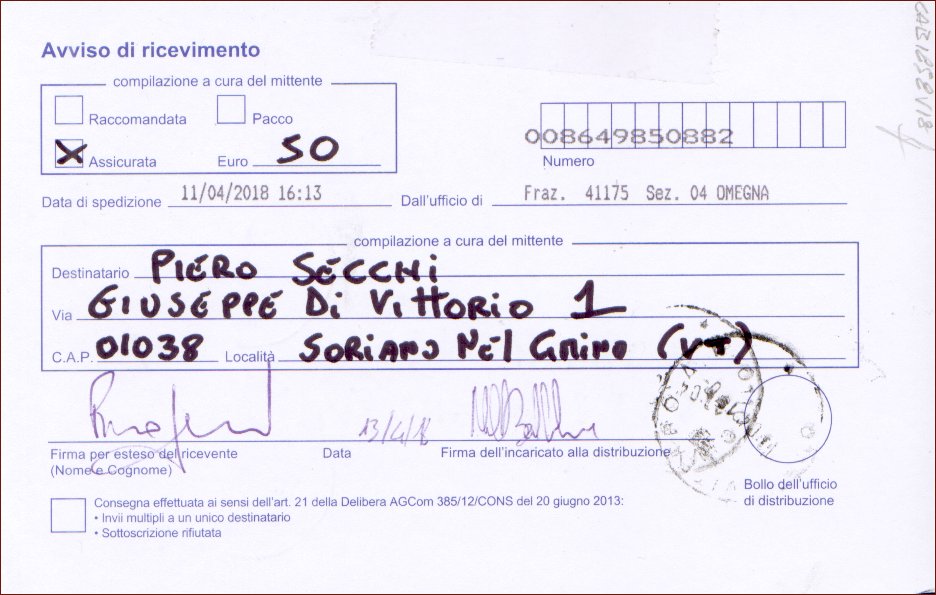 Avviso di ricevimento
compilazione a cura del mittente
Raccomandata Pacco
X Assicurata Euro 50
008649850882
Numero
Data di spedizione 11/04/2018 16:13 Dall'ufficio di Fraz. 41175 Sez. 04 OMEGNA
compilazione a cura del mittente
Destinatario PIERO SECCHI
Via GIUSEPPE Di VittORiO 1
C.A.P. 01038 Località SORIANO NEl CiMiNO (VT)
13/4/18
Firma per esteso del ricevente Data Firma dell'incaricato alla distribuzione
(Nome e Cognome)
Bollo dell'ufficio
di distribuzione
Consegna effettuata ai sensi dell'art. 21 della Delibera AGCom 385/12/CONS del 20 giugno 2013:
• Invii multipli a un unico destinatario
• Sottoscrizione rifiutata